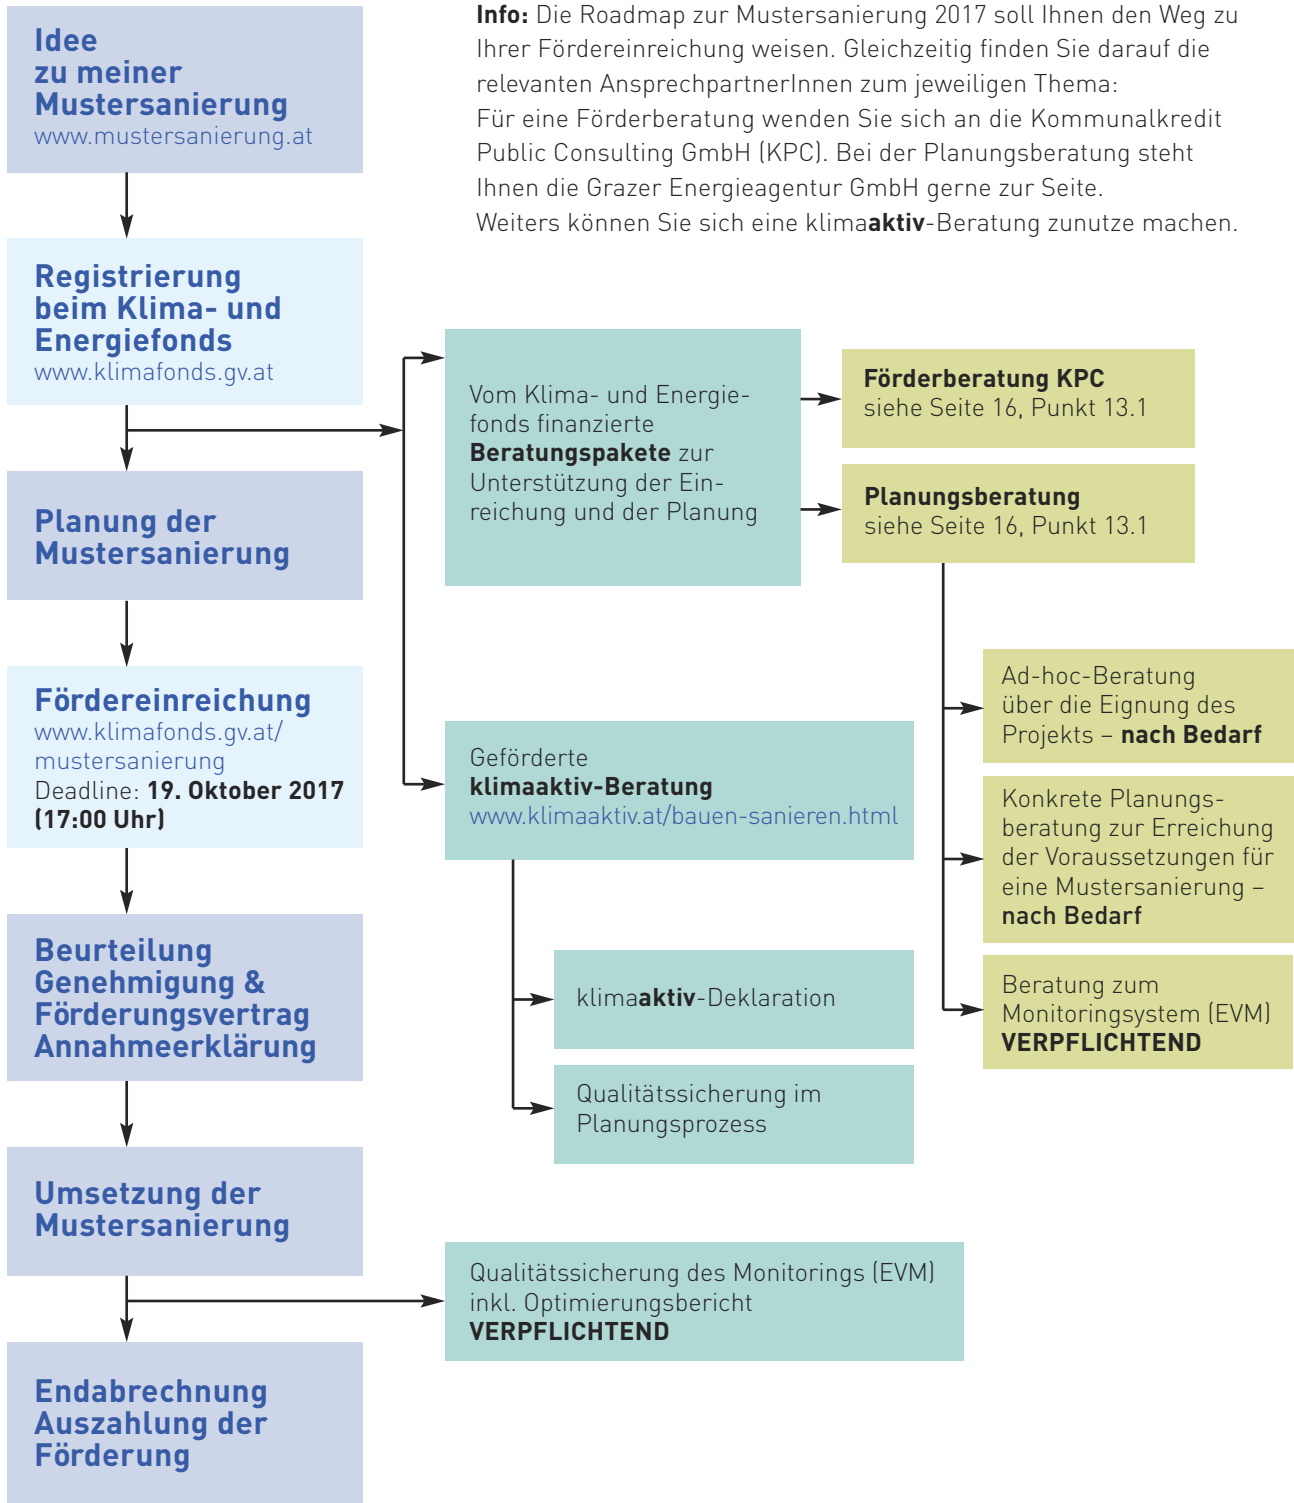 Idee
zu meiner
Mustersanierung
www.mustersanierung.at
Info: Die Roadmap zur Mustersanierung 2017 soll Ihnen den Weg zu
Ihrer Fördereinreichung weisen. Gleichzeitig finden Sie darauf die
relevanten AnsprechpartnerInnen zum jeweiligen Thema:
Für eine Förderberatung wenden Sie sich an die Kommunalkredit
Public Consulting GmbH (KPC). Bei der Planungsberatung steht
Ihnen die Grazer Energieagentur GmbH gerne zur Seite.
Weiters können Sie sich eine klimaaktiv-Beratung zunutze machen.
Registrierung
beim Klima- und
Energiefonds
www.klimafonds.gv.at
Vom Klima- und Energie-
fonds finanzierte
Beratungspakete zur
Unterstützung der Ein-
reichung und der Planung
Förderberatung KPC
siehe Seite 16, Punkt 13.1
Planungsberatung
siehe Seite 16, Punkt 13.1
Planung der
Mustersanierung
Fördereinreichung
www.klimafonds.gv.at/
mustersanierung
Deadline: 19. Oktober 2017
(17:00 Uhr)
Geförderte
klimaaktiv-Beratung
www.klimaaktiv.at/bauen-sanieren.html
Ad-hoc-Beratung
über die Eignung des
Projekts – nach Bedarf
Konkrete Planungs-
beratung zur Erreichung
der Voraussetzungen für
eine Mustersanierung –
nach Bedarf
Beratung zum
Monitoringsystem (EVM)
VERPFLICHTEND
Beurteilung
Genehmigung &
Förderungsvertrag
Annahmeerklärung
klimaaktiv-Deklaration
Qualitätssicherung im
Planungsprozess
Umsetzung der
Mustersanierung
Qualitätssicherung des Monitorings (EVM)
inkl. Optimierungsbericht
VERPFLICHTEND
Endabrechnung
Auszahlung der
Förderung